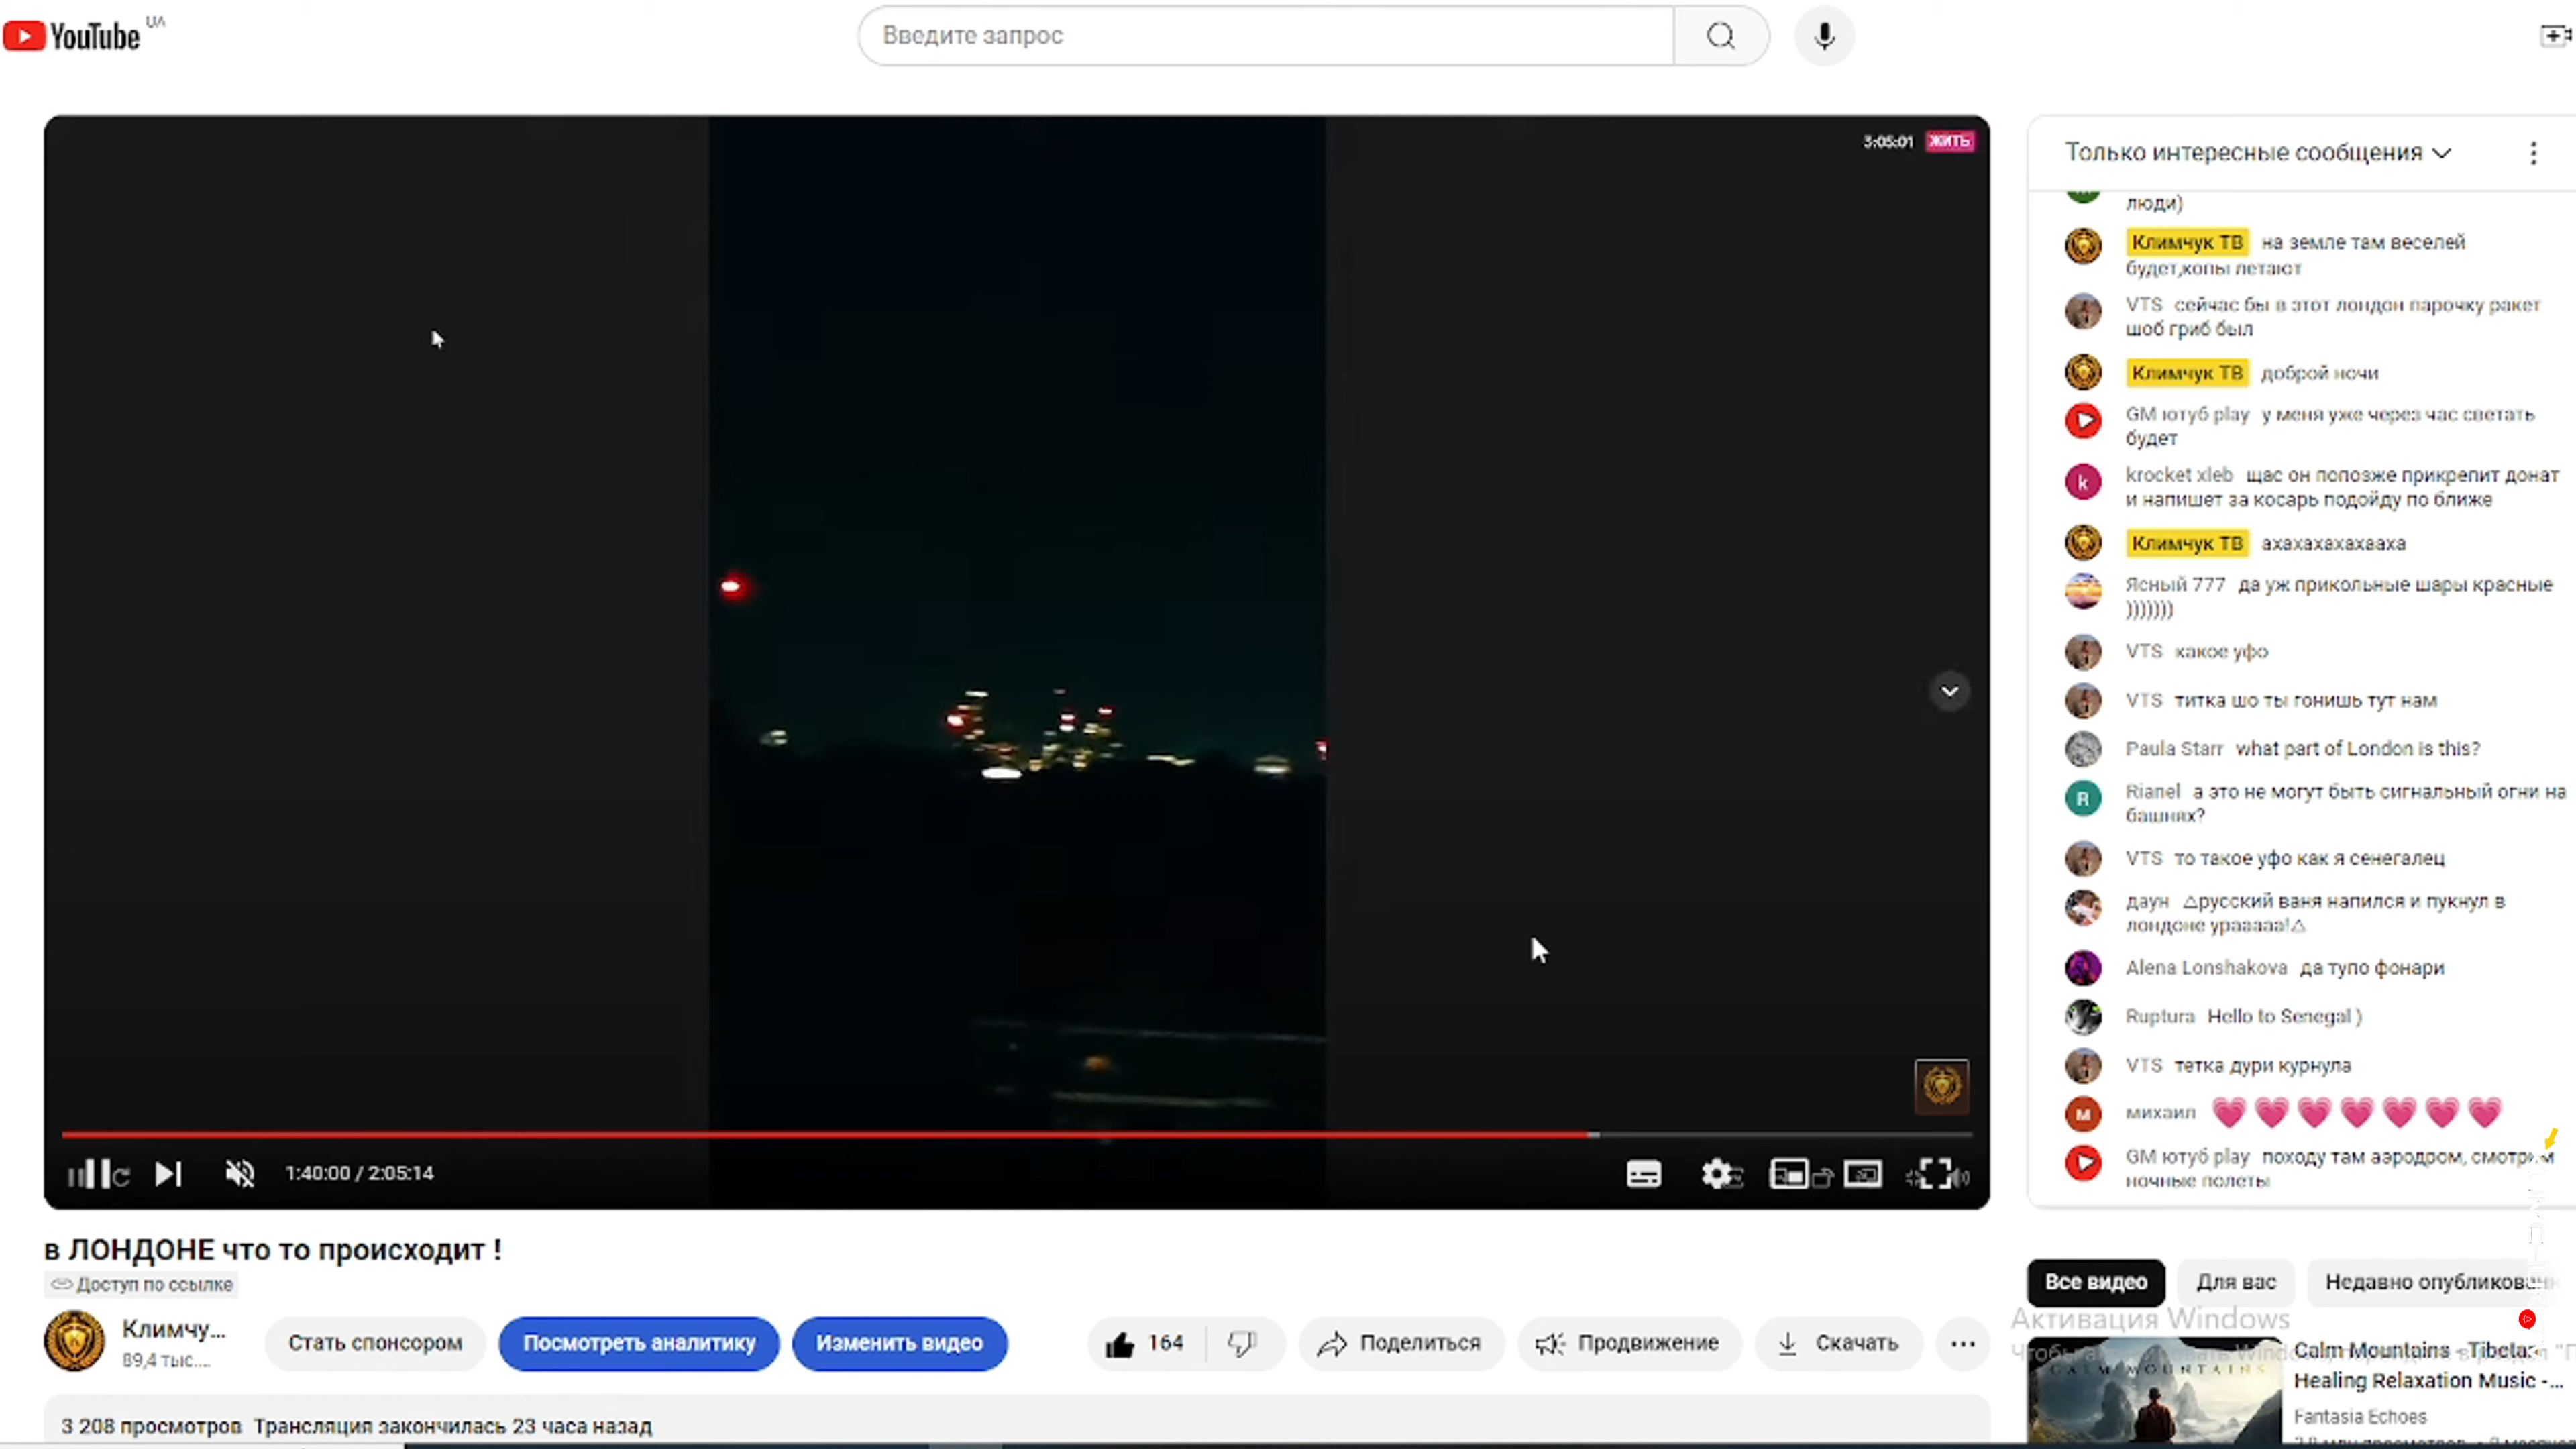 YouTube UA
Введите запрос
3:05:01 ЖИТЬ
1:40:00 / 2:05:14
в ЛОНДОНЕ что то происходит !
Доступ по ссылке
Климчу...
89,4 тыс....
Стать спонсором
Посмотреть аналитику
Изменить видео
164
Поделиться
Продвижение
Скачать
3 208 просмотров Трансляция закончилась 23 часа назад
Только интересные сообщения
люди)
Климчук ТВ на земле там веселей
будет,копы летают
VTS сейчас бы в этот лондон парочку ракет
шоб гриб был
Климчук ТВ доброй ночи
GM ютуб play у меня уже через час светать
будет
krocket xleb щас он попозже прикрепит донат
и напишет за косарь подойду по ближе
Климчук ТВ ахахахахахааха
Ясный 777 да уж прикольные шары красные
)))))))
VTS какое уфо
VTS титка шо ты гонишь тут нам
Paula Starr what part of London is this?
Rianel а это не могут быть сигнальный огни на
башнях?
VTS то такое уфо как я сенегалец
даун △русский ваня напился и пукнул в
лондоне урааааа!△
Alena Lonshakova да тупо фонари
Ruptura Hello to Senegal )
VTS тетка дури курнула
михаил 💗💗💗💗💗💗💗
GM ютуб play походу там аэродром, смотрим
ночные полеты
Все видео
Для вас
Недавно опубликованн
Активация Windows
CALM MOUNTAINS
Calm Mountains - Tibetan
Healing Relaxation Music -...
Fantasia Echoes